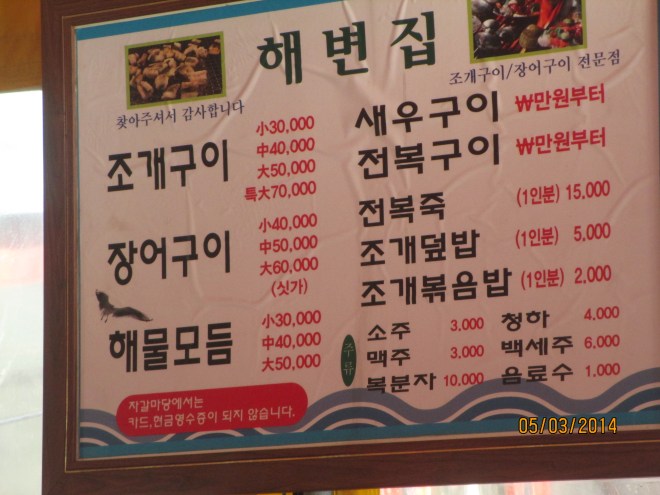 해변집
찾아주셔서 감사합니다
조개구이/장어구이 전문점
조개구이
小30,000
中40,000
大50,000
特大70,000
장어구이
小40,000
中50,000
大60,000
(싯가)
해물모듬
小30,000
中40,000
大50,000
새우구이 ₩만원부터
전복구이 ₩만원부터
전복죽 (1인분) 15,000
조개덮밥 (1인분) 5,000
조개볶음밥 (1인분) 2,000
주류
소주 3.000 청하 4.000
맥주 3.000 백세주 6.000
복분자 10.000 음료수 1.000
자갈마당에서는
카드,현금영수증이 되지 않습니다.
05/03/2014